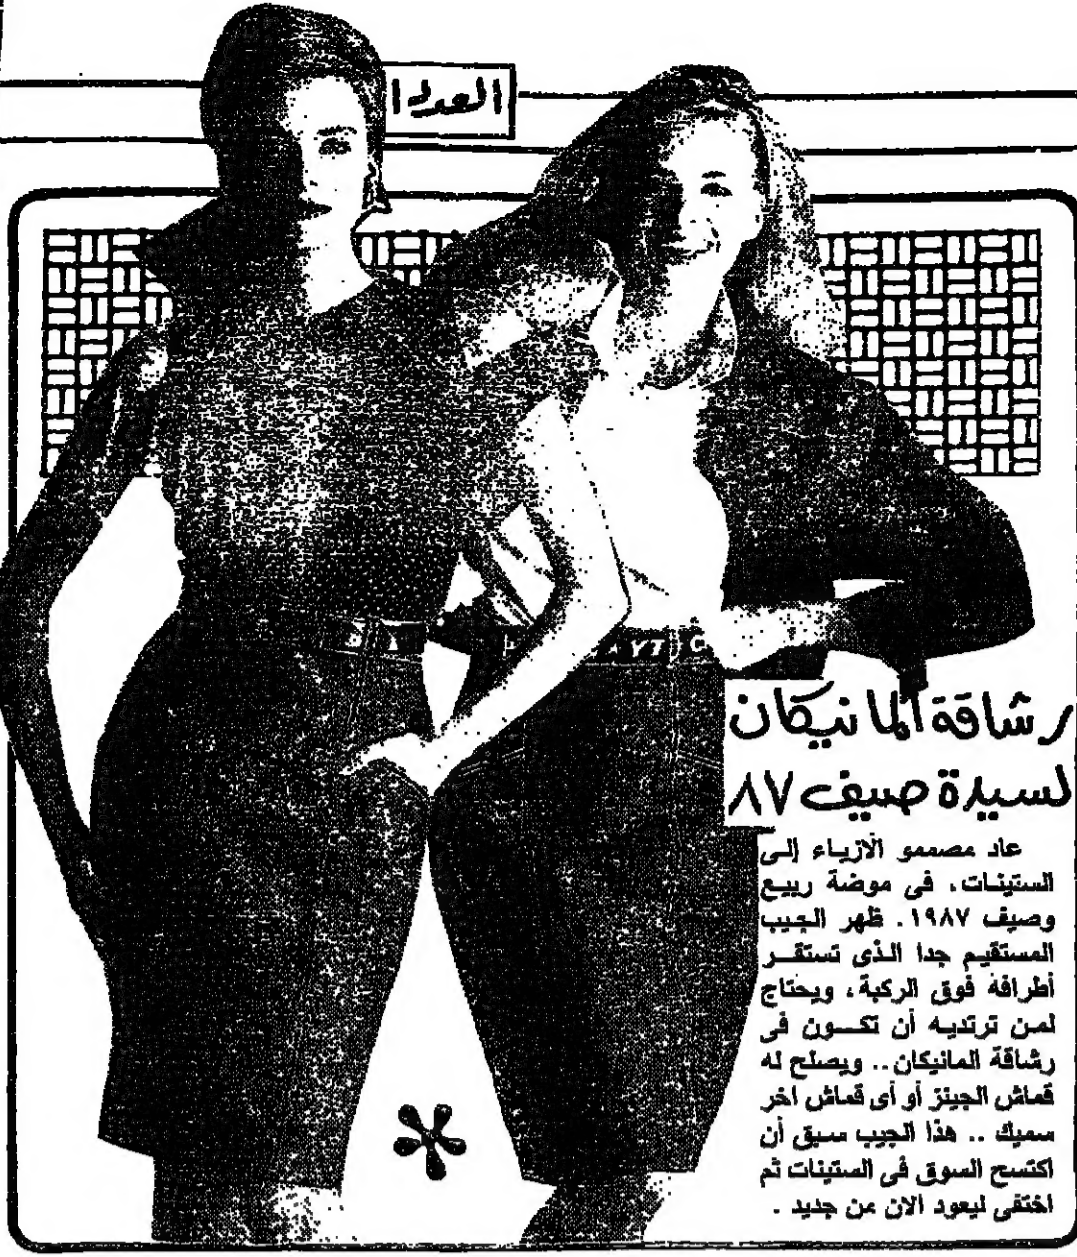 العدد ا
رشاقة المانيكان
لسيدة صيف ٨٧
عاد مصممو الأزياء إلى
الستينات، فى موضة ربيع
وصيف ١٩٨٧. ظهر الجيب
المستقيم جدا الذى تستقر
أطرافه فوق الركبة، ويحتاج
لمن ترتديه أن تكون فى
رشاقة المانيكان.. ويصلح له
قماش الجينز أو أى قماش اخر
سميك .. هذا الجيب سبق أن
اكتسح السوق فى الستينات ثم
اختفى ليعود الان من جديد .